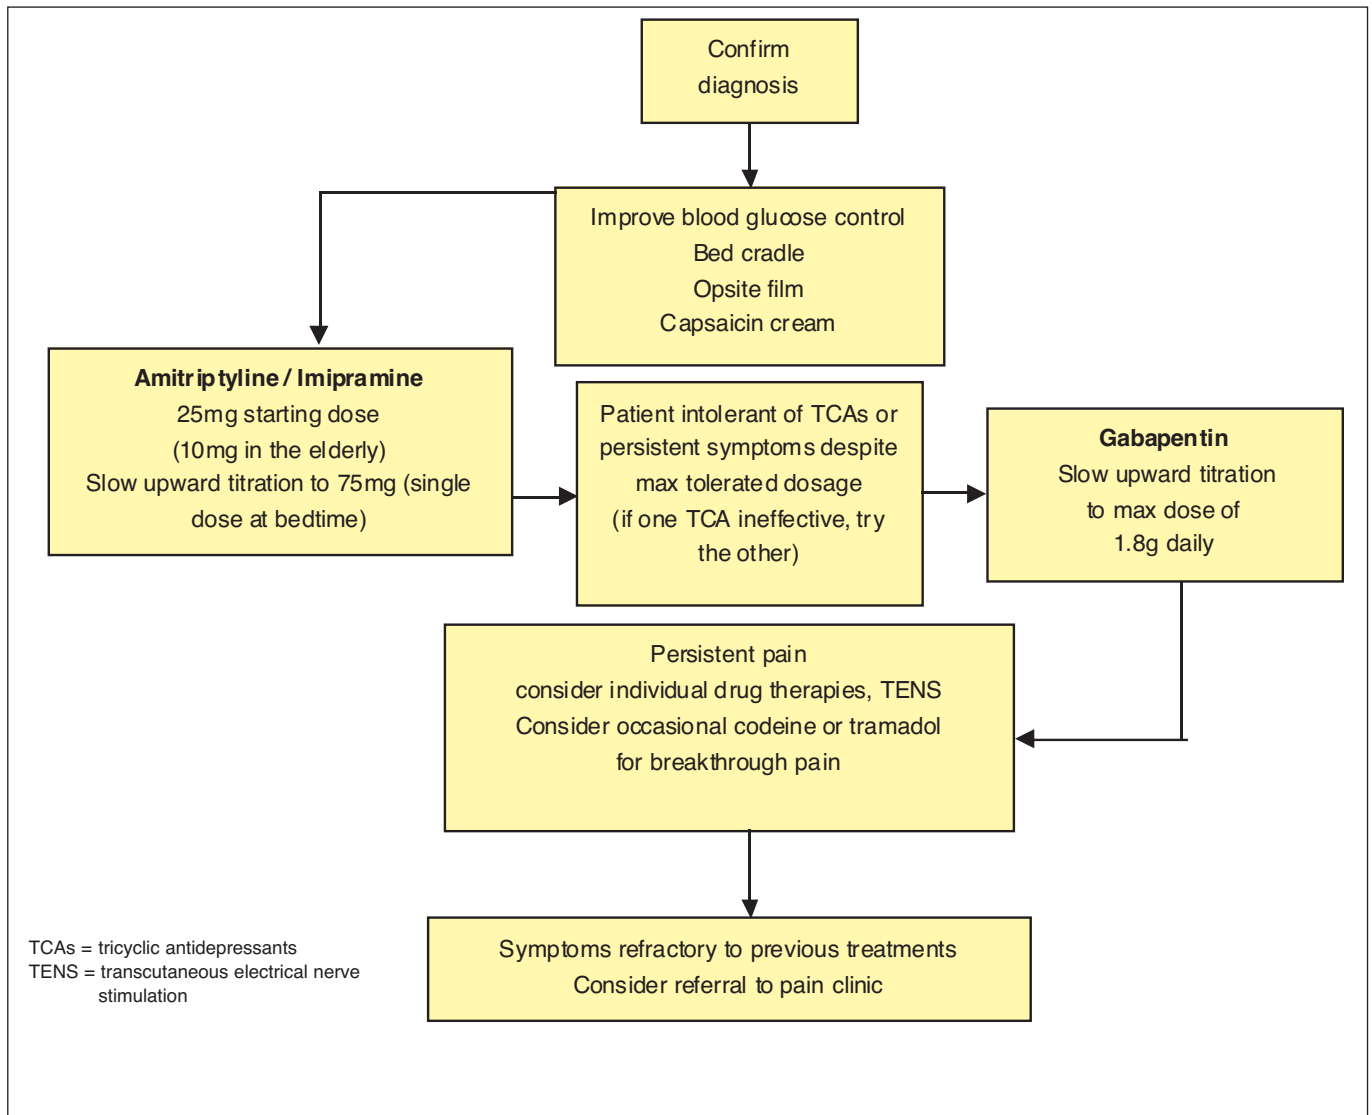 Confirm
diagnosis
Improve blood glucose control
Bed cradle
Opsite film
Capsaicin cream
Amitriptyline / Imipramine
25mg starting dose
(10mg in the elderly)
Slow upward titration to 75mg (single
dose at bedtime)
Patient intolerant of TCAs or
persistent symptoms despite
max tolerated dosage
(if one TCA ineffective, try
the other)
Gabapentin
Slow upward titration
to max dose of
1.8g daily
Persistent pain
consider individual drug therapies, TENS
Consider occasional codeine or tramadol
for breakthrough pain
Symptoms refractory to previous treatments
Consider referral to pain clinic
TCAs = tricyclic antidepressants
TENS = transcutaneous electrical nerve
stimulation